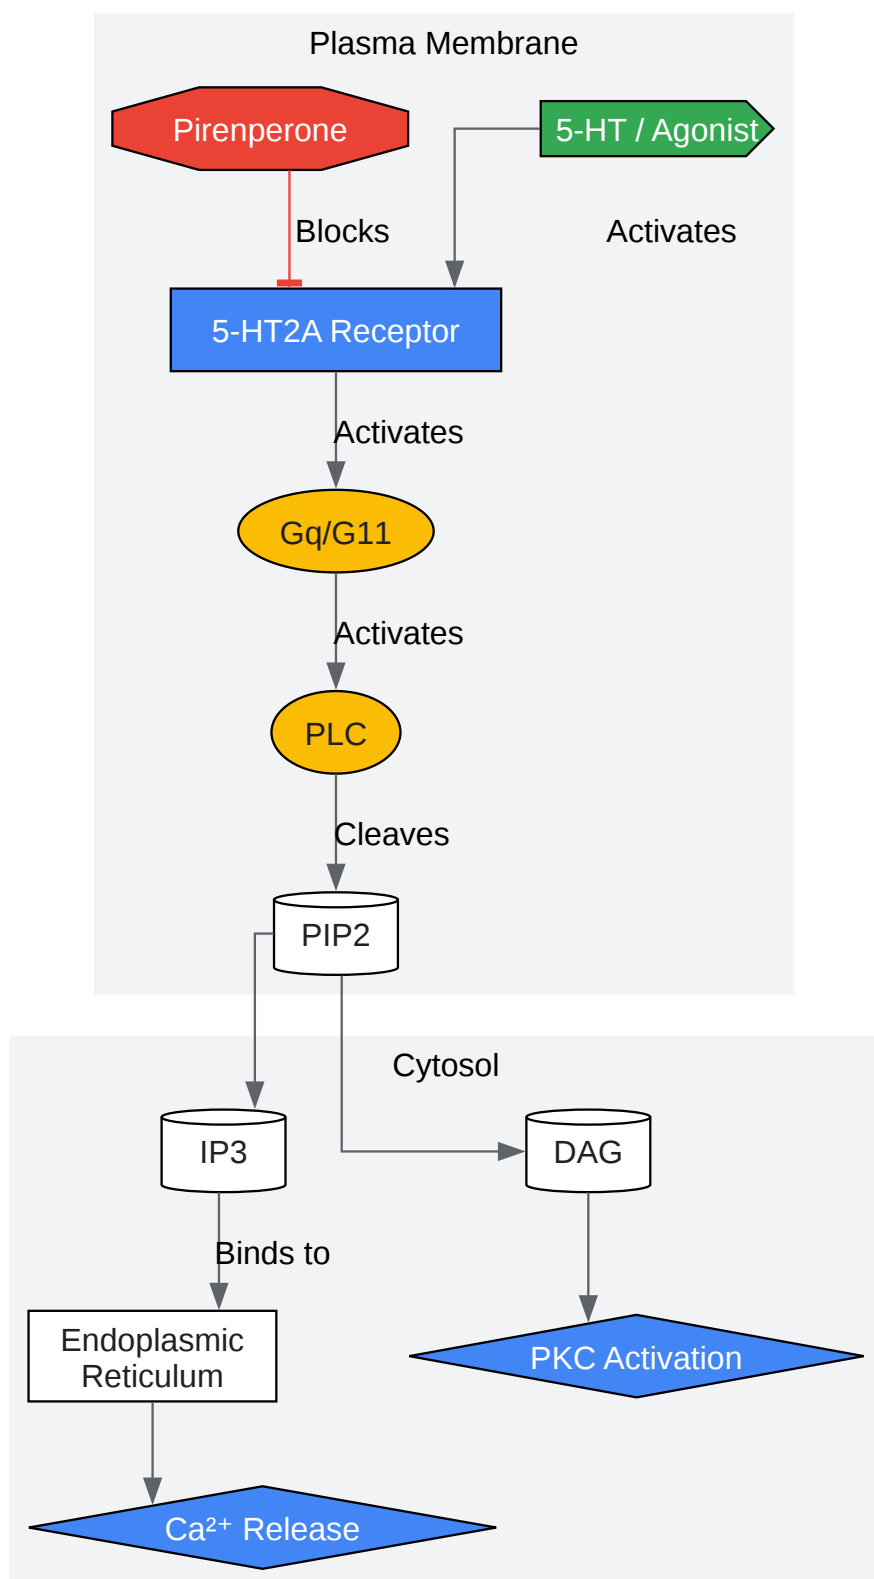 Plasma Membrane
Pirenperone
5-HT / Agonist
Blocks
Activates
5-HT2A Receptor
Activates
Gq/G11
Activates
PLC
Cleaves
PIP2
Cytosol
IP3
DAG
Binds to
Endoplasmic
Reticulum
PKC Activation
Ca²⁺ Release